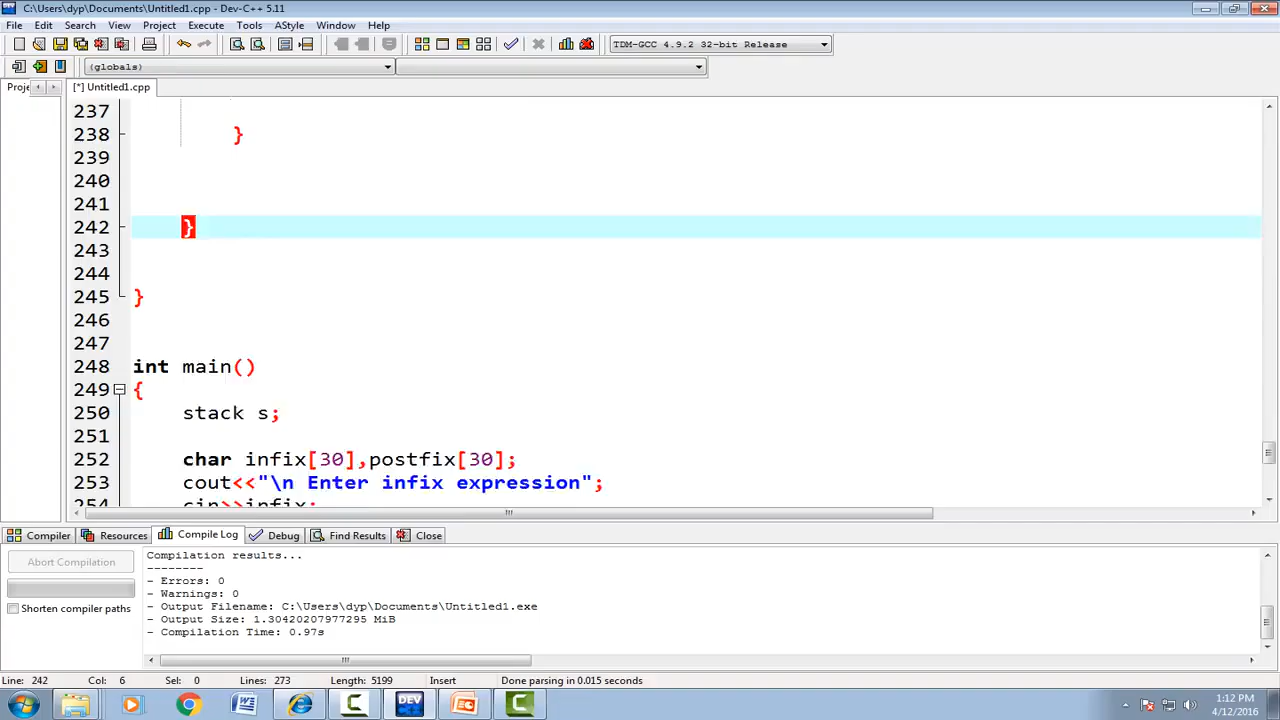 C:\Users\dyp\Documents\Untitled1.cpp - Dev-C++ 5.11
File Edit Search View Project Execute Tools AStyle Window Help
TDM-GCC 4.9.2 32-bit Release
(globals)
Proje [*] Untitled1.cpp
237
238 }
239
240
241
242 }
243
244
245 }
246
247
248 int main()
249 {
250 stack s;
251
252 char infix[30],postfix[30];
253 cout<<"\n Enter infix expression";
254 cin>>infix;
Compiler Resources Compile Log Debug Find Results Close
Abort Compilation
Shorten compiler paths
Compilation results...
--------
- Errors: 0
- Warnings: 0
- Output Filename: C:\Users\dyp\Documents\Untitled1.exe
- Output Size: 1.30420207977295 MiB
- Compilation Time: 0.97s
Line: 242 Col: 6 Sel: 0 Lines: 273 Length: 5199 Insert Done parsing in 0.015 seconds
DEV C++
1:12 PM
4/12/2016